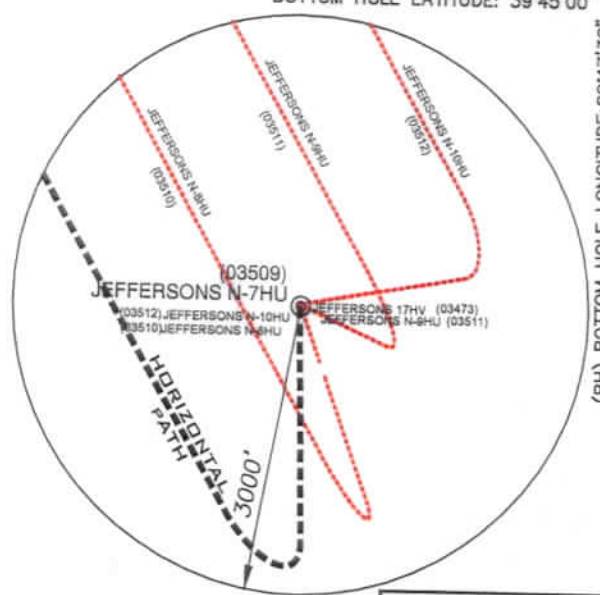 BOTTOM HOLE LATITUDE: 39°45'00"
(BH) BOTTOM HOLE LONGITUDE
JEFFERSONS N-8HU
(03510)
JEFFERSONS N-9HU
(03511)
JEFFERSONS N-10HU
(03512)
(03509)
JEFFERSONS N-7HU
(03512) JEFFERSONS N-10HU
(03510) JEFFERSONS N-8HU
JEFFERSONS 17HV (03473)
JEFFERSONS N-9HU (03511)
HORIZONTAL
PATH
3000'